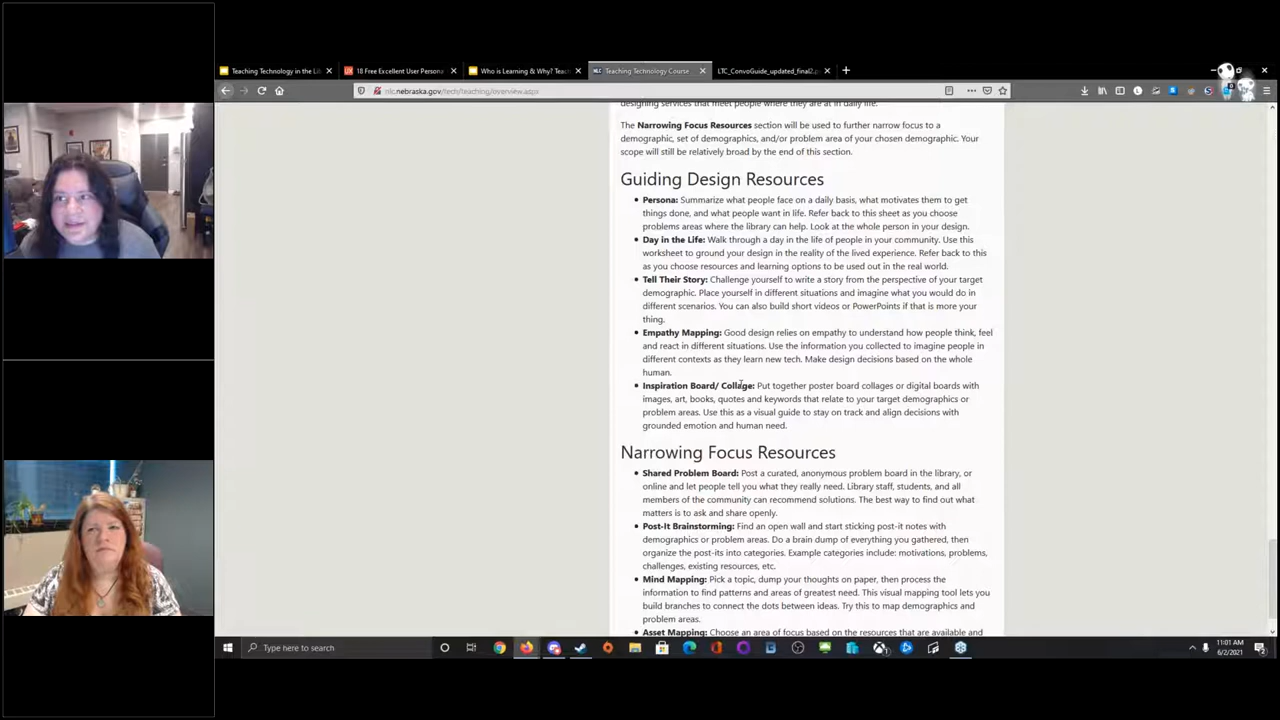 Teaching Technology in the Lib
18 Free Excellent User Persona
Who is Learning & Why? Teac
Teaching Technology Course
LTC_ConvoGuide_updated_final2.p
nlc.nebraska.gov/tech/teaching/overview.aspx
designing services that meet people where they are at in daily life.
The Narrowing Focus Resources section will be used to further narrow focus to a
demographic, set of demographics, and/or problem area of your chosen demographic. Your
scope will still be relatively broad by the end of this section.
Guiding Design Resources
Persona: Summarize what people face on a daily basis, what motivates them to get
things done, and what people want in life. Refer back to this sheet as you choose
problems areas where the library can help. Look at the whole person in your design.
Day in the Life: Walk through a day in the life of people in your community. Use this
worksheet to ground your design in the reality of the lived experience. Refer back to this
as you choose resources and learning options to be used out in the real world.
Tell Their Story: Challenge yourself to write a story from the perspective of your target
demographic. Place yourself in different situations and imagine what you would do in
different scenarios. You can also build short videos or PowerPoints if that is more your
thing.
Empathy Mapping: Good design relies on empathy to understand how people think, feel
and react in different situations. Use the information you collected to imagine people in
different contexts as they learn new tech. Make design decisions based on the whole
human.
Inspiration Board/ Collage: Put together poster board collages or digital boards with
images, art, books, quotes and keywords that relate to your target demographics or
problem areas. Use this as a visual guide to stay on track and align decisions with
grounded emotion and human need.
Narrowing Focus Resources
Shared Problem Board: Post a curated, anonymous problem board in the library, or
online and let people tell you what they really need. Library staff, students, and all
members of the community can recommend solutions. The best way to find out what
matters is to ask and share openly.
Post-It Brainstorming: Find an open wall and start sticking post-it notes with
demographics or problem areas. Do a brain dump of everything you gathered, then
organize the post-its into categories. Example categories include: motivations, problems,
challenges, existing resources, etc.
Mind Mapping: Pick a topic, dump your thoughts on paper, then process the
information to find patterns and areas of greatest need. This visual mapping tool lets you
build branches to connect the dots between ideas. Try this to map demographics and
problem areas.
Asset Mapping: Choose an area of focus based on the resources that are available and
Type here to search
11:01 AM
6/2/2021